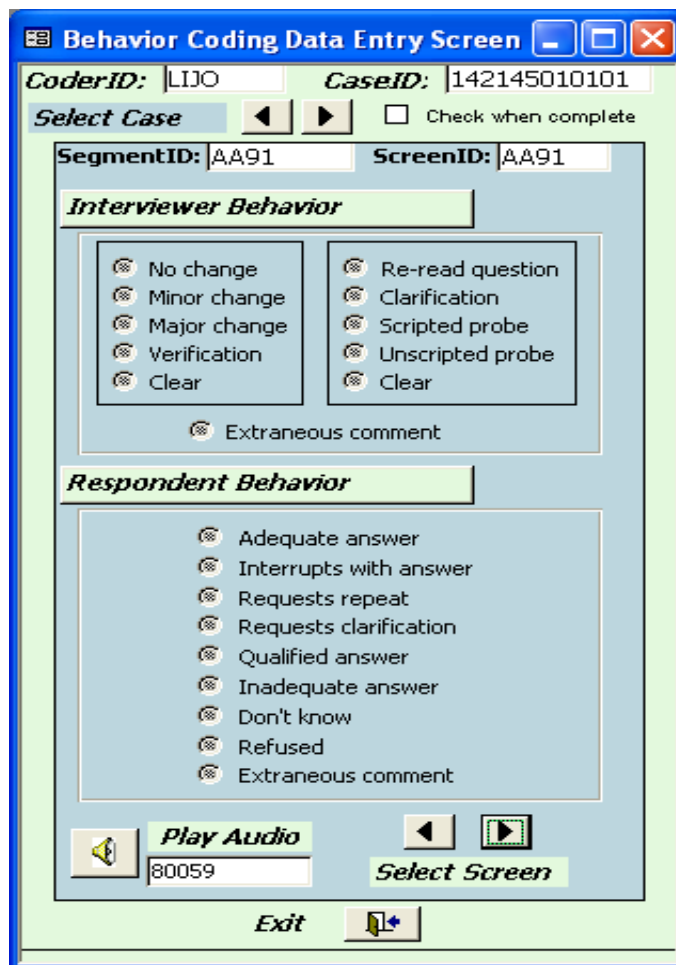 Behavior Coding Data Entry Screen
CoderID: LIJO CaseID: 142145010101
Select Case Check when complete
SegmentID: AA91 ScreenID: AA91
Interviewer Behavior
No change Re-read question
Minor change Clarification
Major change Scripted probe
Verification Unscripted probe
Clear Clear
Extraneous comment
Respondent Behavior
Adequate answer
Interrupts with answer
Requests repeat
Requests clarification
Qualified answer
Inadequate answer
Don't know
Refused
Extraneous comment
Play Audio
80059 Select Screen
Exit